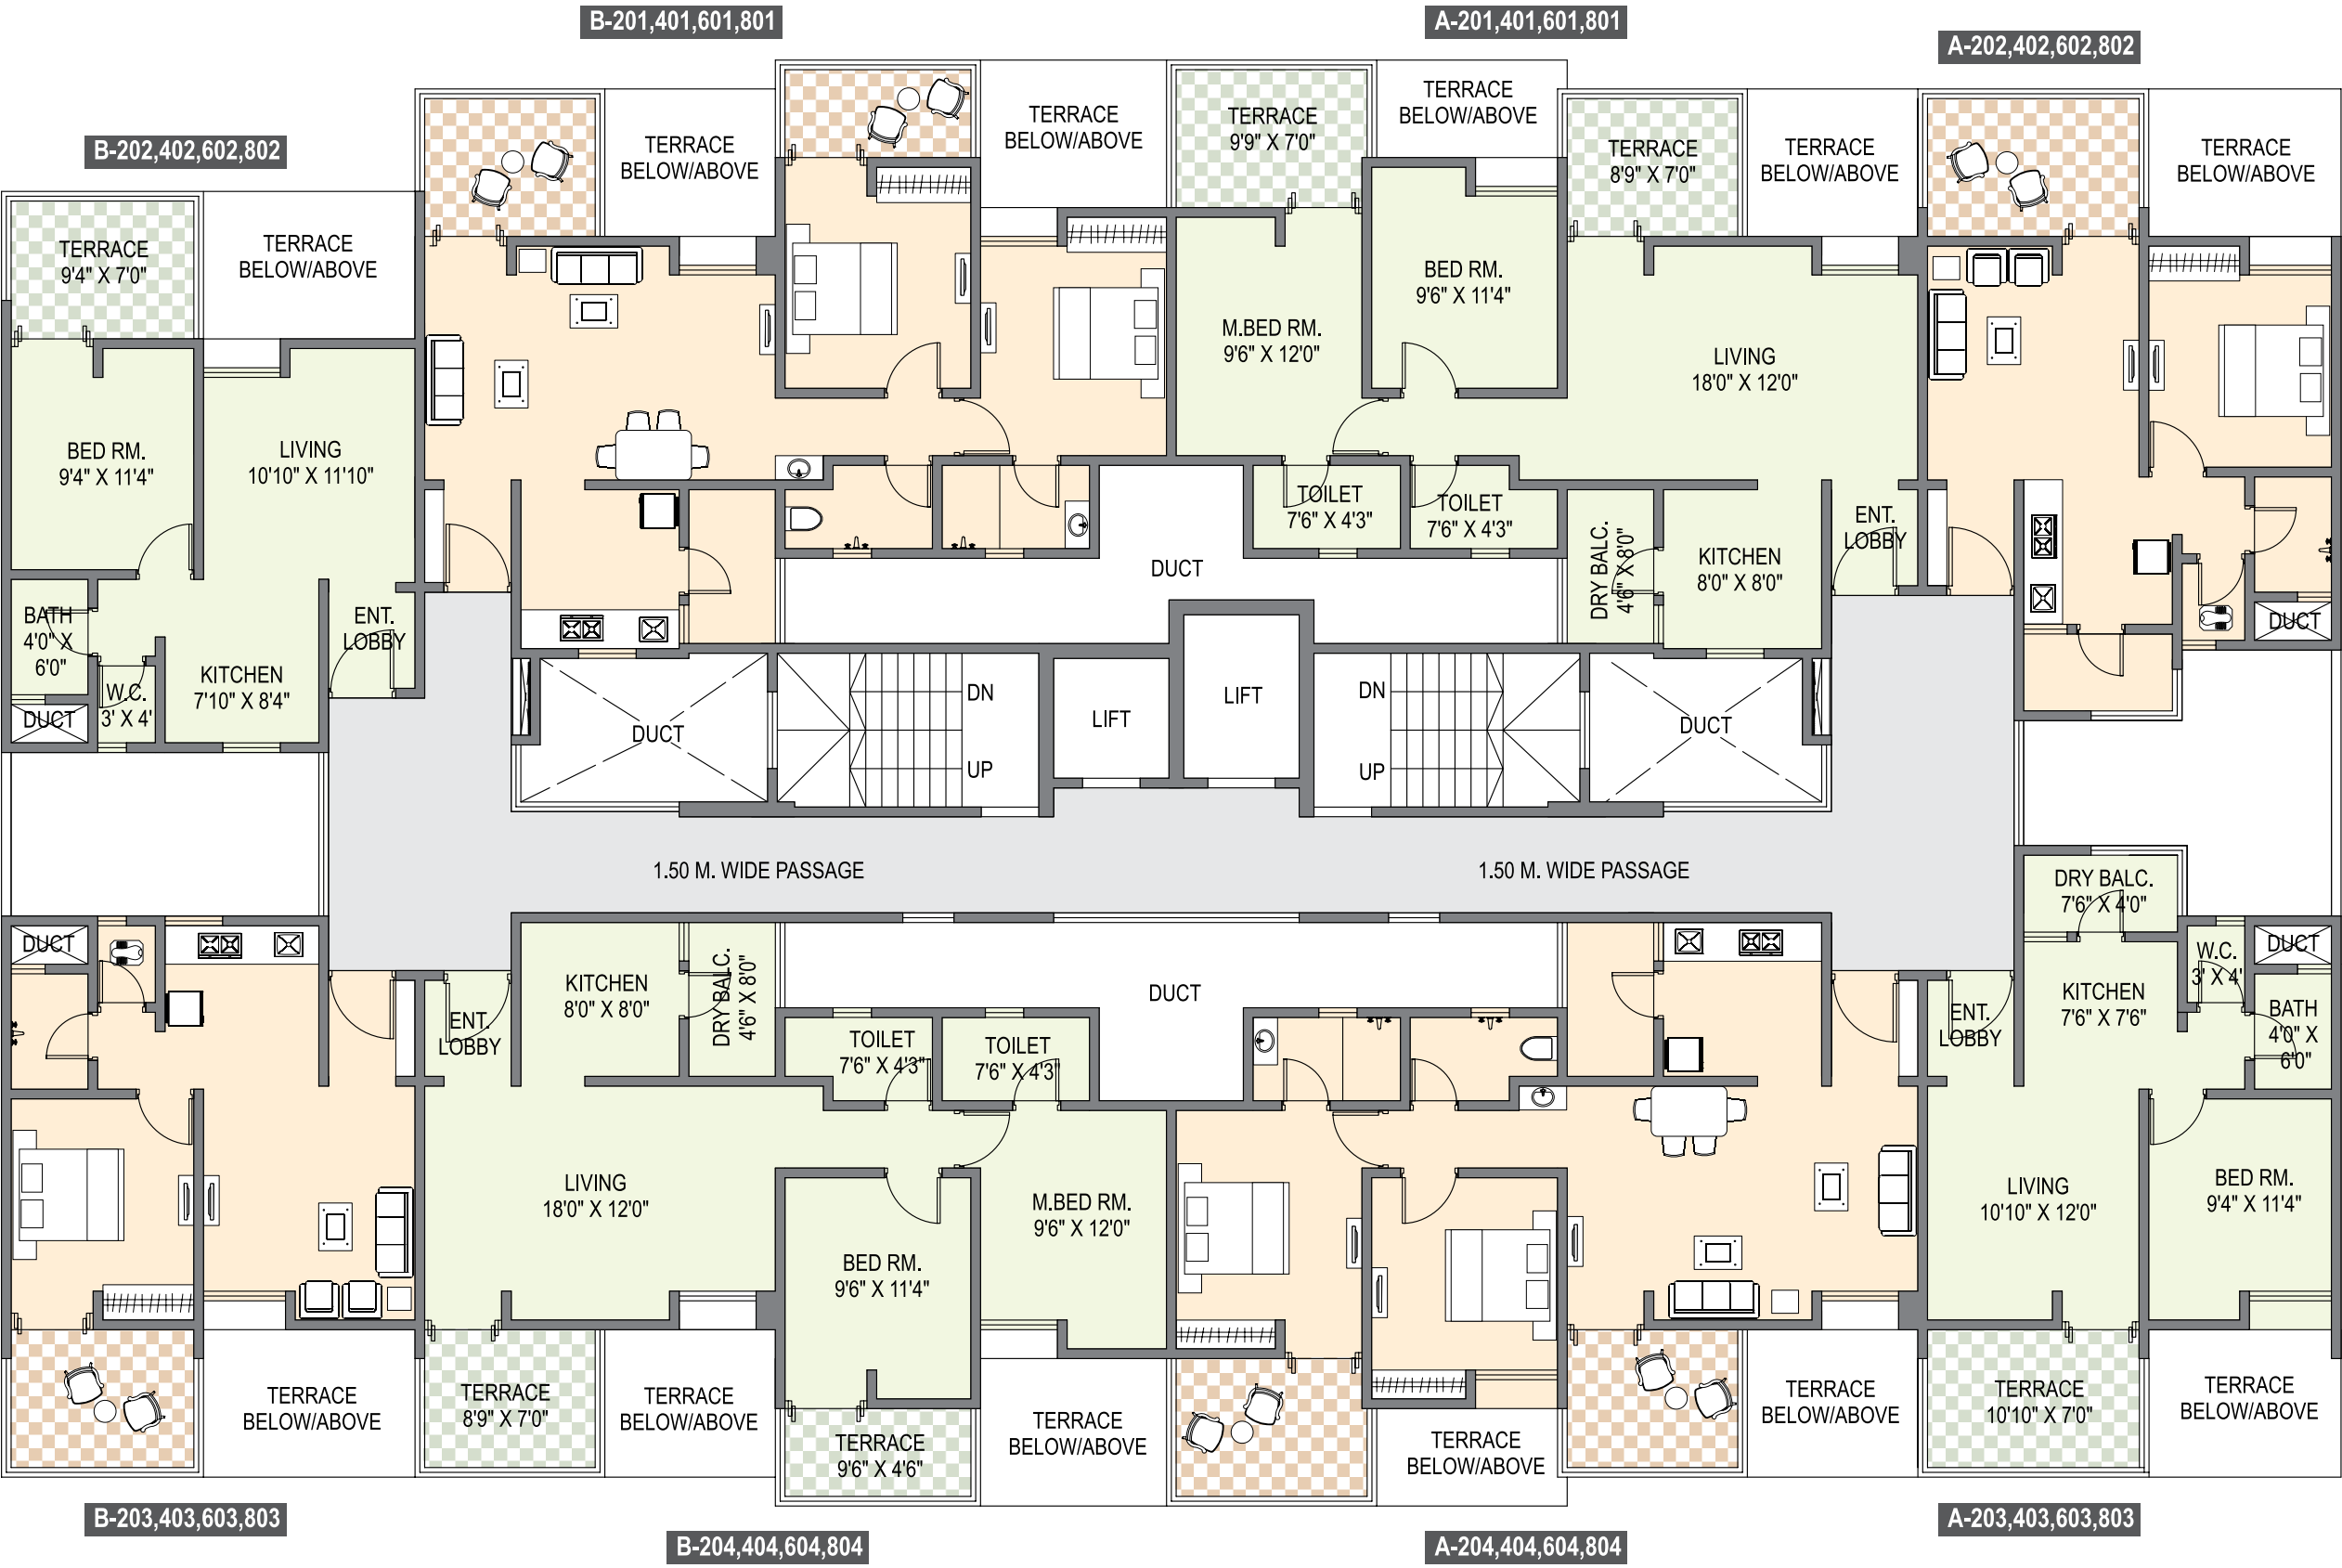 B-201,401,601,801
A-201,401,601,801
A-202,402,602,802
B-202,402,602,802
TERRACE
9'4" X 7'0"
TERRACE
BELOW/ABOVE
TERRACE
BELOW/ABOVE
TERRACE
BELOW/ABOVE
TERRACE
9'9" X 7'0"
TERRACE
BELOW/ABOVE
TERRACE
8'9" X 7'0"
TERRACE
BELOW/ABOVE
TERRACE
BELOW/ABOVE
BED RM.
9'4" X 11'4"
LIVING
10'10" X 11'10"
M.BED RM.
9'6" X 12'0"
BED RM.
9'6" X 11'4"
LIVING
18'0" X 12'0"
BATH
4'0" X
6'0"
ENT.
LOBBY
KITCHEN
7'10" X 8'4"
W.C.
3' X 4'
DUCT
TOILET
7'6" X 4'3"
TOILET
7'6" X 4'3"
DRY BALC.
4'6" X 8'0"
KITCHEN
8'0" X 8'0"
ENT.
LOBBY
DUCT
DUCT
DUCT
DN
UP
LIFT
LIFT
DN
UP
DUCT
1.50 M. WIDE PASSAGE
1.50 M. WIDE PASSAGE
DUCT
ENT.
LOBBY
KITCHEN
8'0" X 8'0"
DRY BALC.
4'6" X 8'0"
TOILET
7'6" X 4'3"
TOILET
7'6" X 4'3"
DUCT
DRY BALC.
7'6" X 4'0"
W.C.
3' X 4'
DUCT
KITCHEN
7'6" X 7'6"
ENT.
LOBBY
BATH
4'0" X
6'0"
LIVING
18'0" X 12'0"
BED RM.
9'6" X 11'4"
M.BED RM.
9'6" X 12'0"
LIVING
10'10" X 12'0"
BED RM.
9'4" X 11'4"
TERRACE
BELOW/ABOVE
TERRACE
8'9" X 7'0"
TERRACE
BELOW/ABOVE
TERRACE
9'6" X 4'6"
TERRACE
BELOW/ABOVE
TERRACE
BELOW/ABOVE
TERRACE
BELOW/ABOVE
TERRACE
10'10" X 7'0"
TERRACE
BELOW/ABOVE
B-203,403,603,803
B-204,404,604,804
A-204,404,604,804
A-203,403,603,803